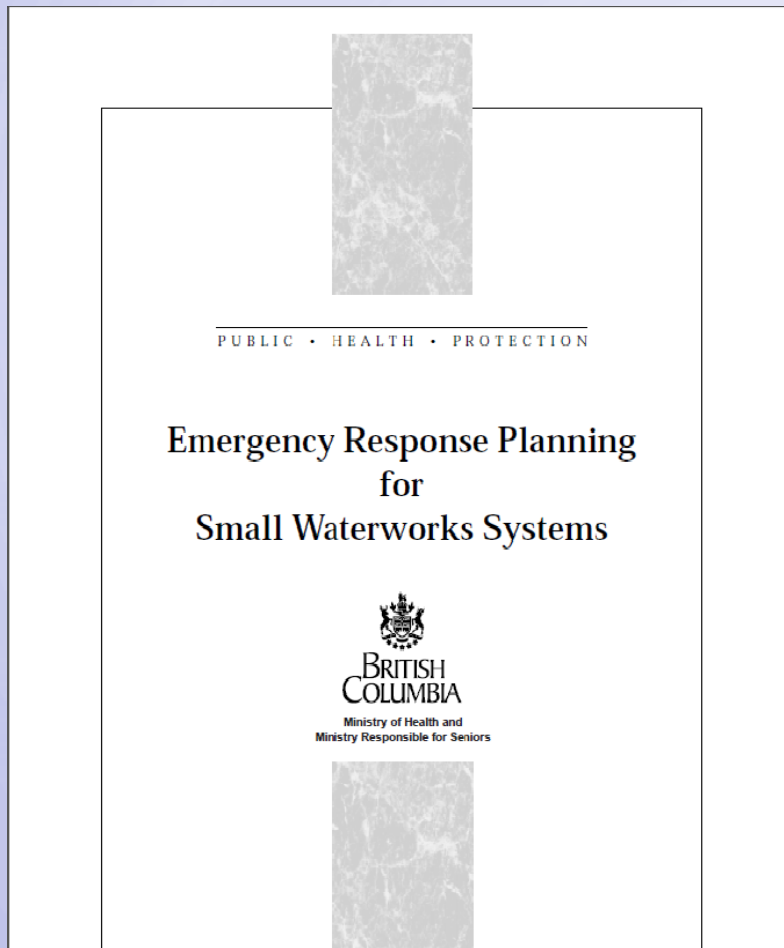 PUBLIC • HEALTH • PROTECTION
Emergency Response Planning
for
Small Waterworks Systems
BRITISH
COLUMBIA
Ministry of Health and
Ministry Responsible for Seniors